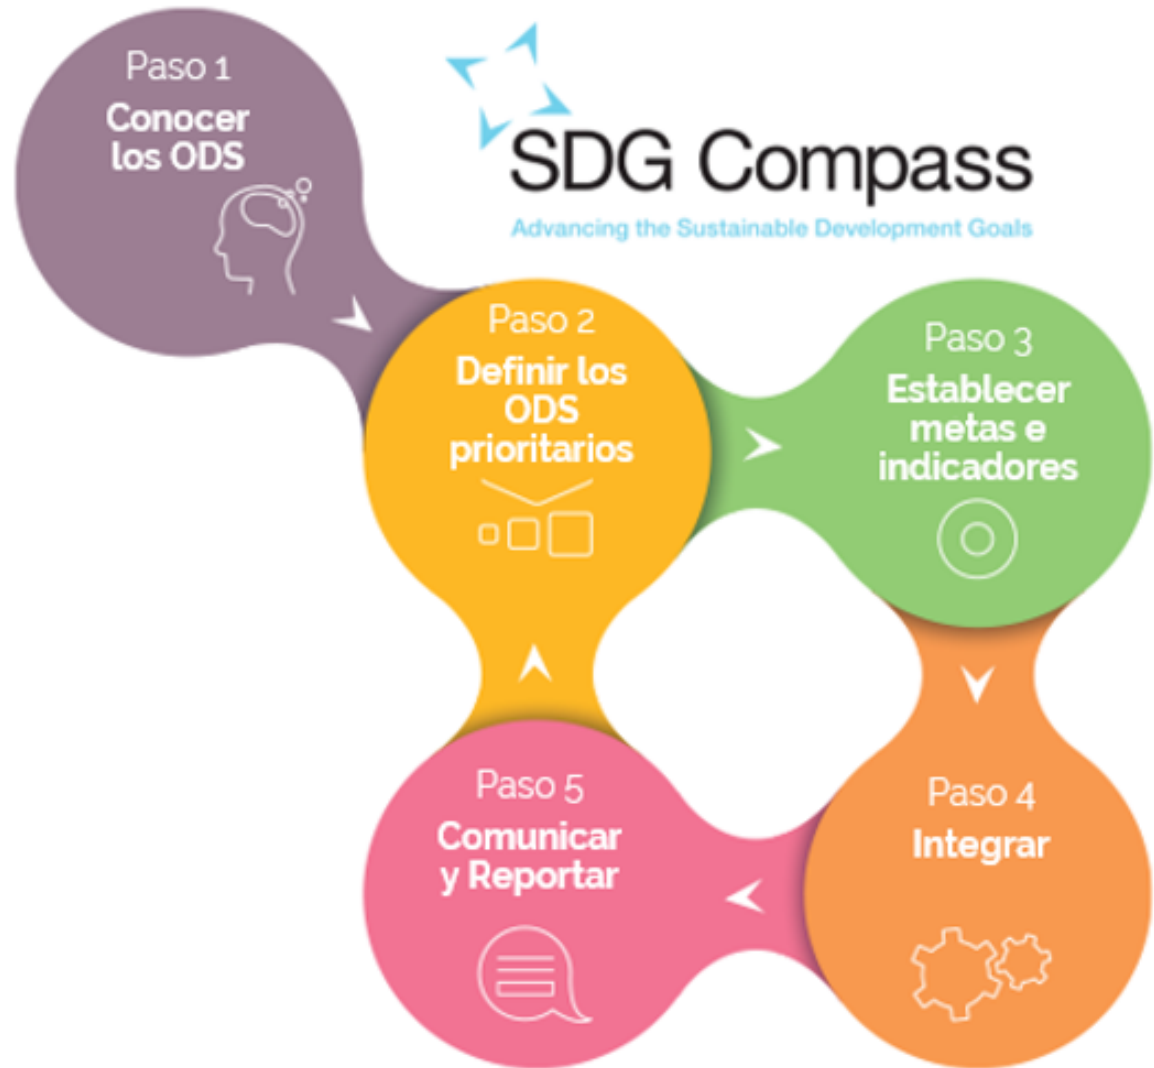 Paso 1
Conocer
los ODS
SDG Compass
Advancing the Sustainable Development Goals
Paso 2
Definir los
ODS
prioritarios
Paso 3
Establecer
metas e
indicadores
Paso 4
Integrar
Paso 5
Comunicar
y Reportar